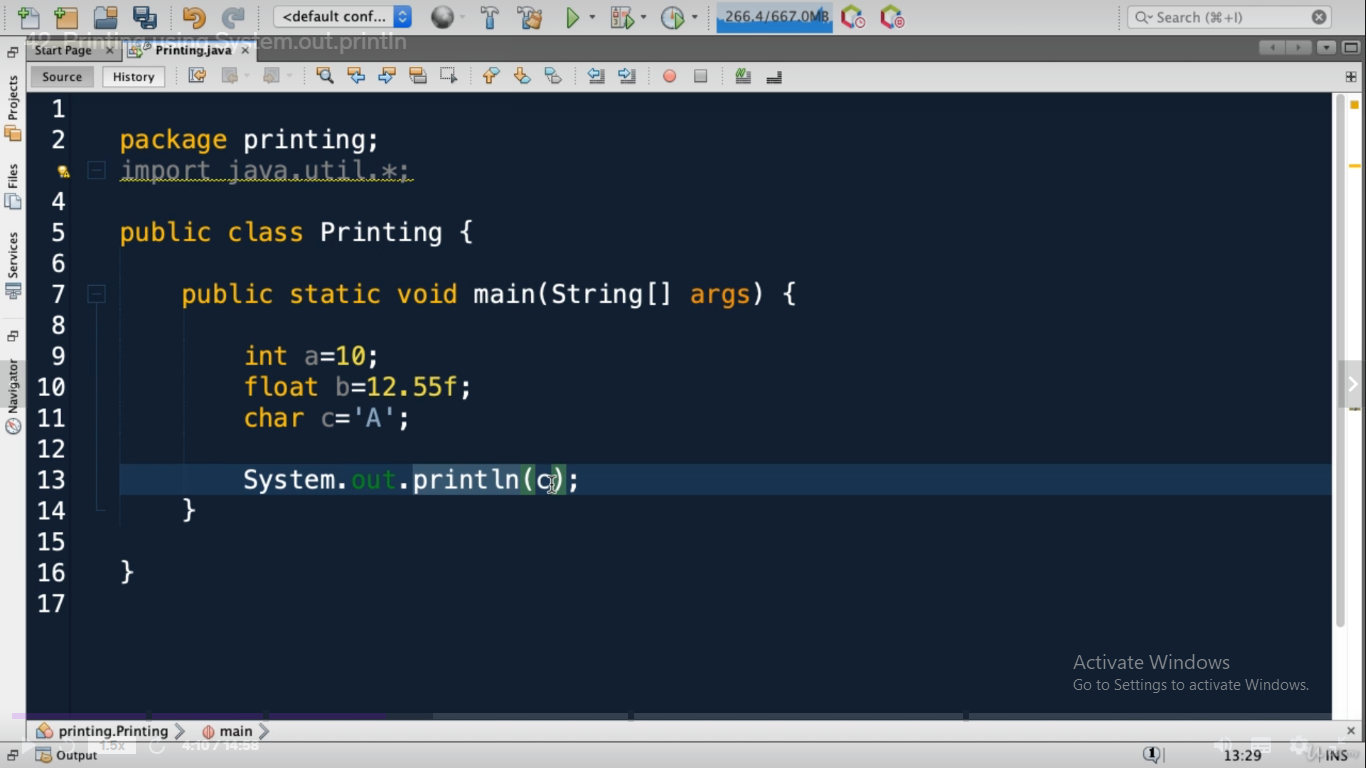 <default conf...
266.4/667.0MB
Search (⌘+I)
42. Printing using System.out.println
Start Page
Printing.java
Source
History
Projects
Files
Services
Navigator
1
2 package printing;
import java.util.*;
4
5 public class Printing {
6
7 public static void main(String[] args) {
8
9 int a=10;
10 float b=12.55f;
11 char c='A';
12
13 System.out.println(c);
14 }
15
16 }
17
Activate Windows
Go to Settings to activate Windows.
printing.Printing
main
1.5x
4:10 / 14:58
Output
1
13:29
INS